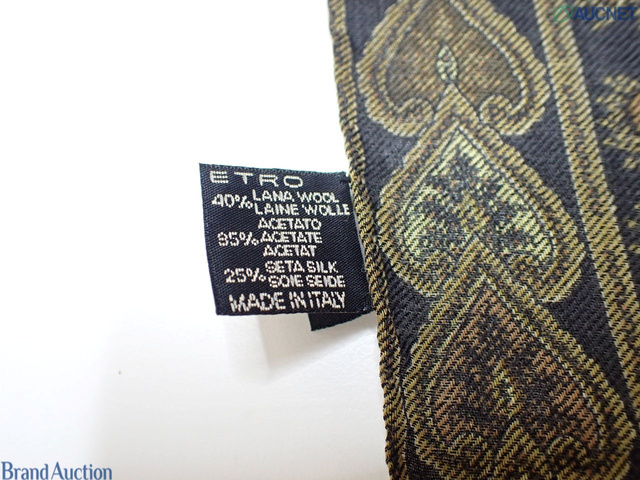 AUCNET
ETRO
40% LANA WOOL
LAINE WOLLE
ACETATO
35% ACETATE
ACETAT
25% SETA SILK
SOIE SEIDE
MADE IN ITALY
Brand Auction